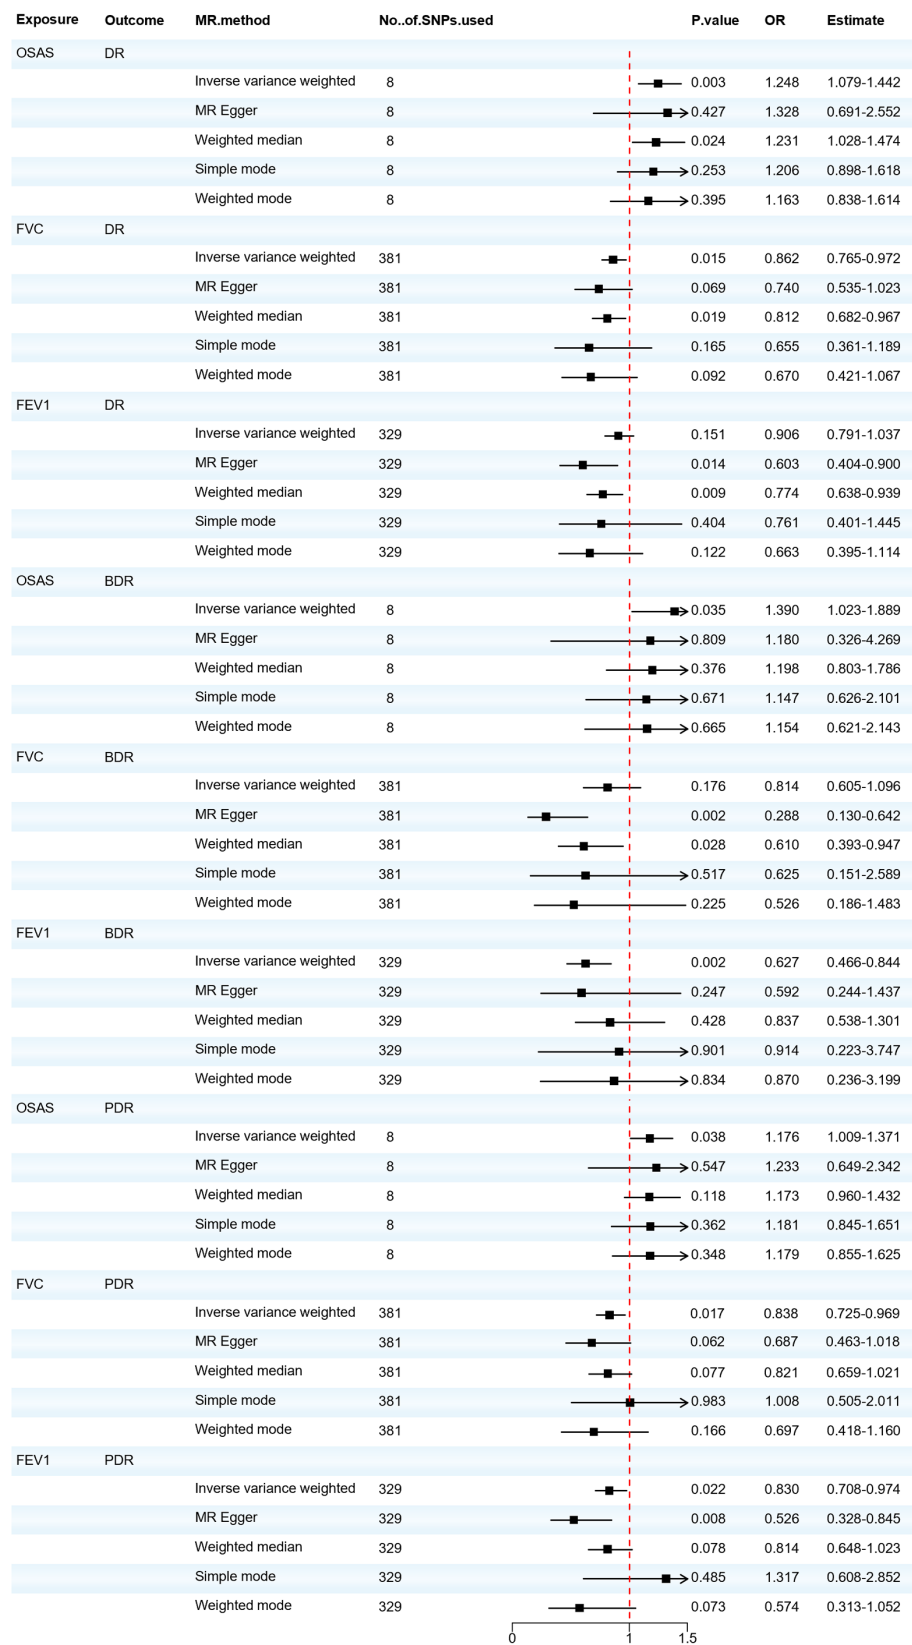 Exposure Outcome MR.method No..of.SNPs.used P.value OR Estimate
OSAS DR
Inverse variance weighted 8 0.003 1.248 1.079-1.442
MR Egger 8 0.427 1.328 0.691-2.552
Weighted median 8 0.024 1.231 1.028-1.474
Simple mode 8 0.253 1.206 0.898-1.618
Weighted mode 8 0.395 1.163 0.838-1.614
FVC DR
Inverse variance weighted 381 0.015 0.862 0.765-0.972
MR Egger 381 0.069 0.740 0.535-1.023
Weighted median 381 0.019 0.812 0.682-0.967
Simple mode 381 0.165 0.655 0.361-1.189
Weighted mode 381 0.092 0.670 0.421-1.067
FEV1 DR
Inverse variance weighted 329 0.151 0.906 0.791-1.037
MR Egger 329 0.014 0.603 0.404-0.900
Weighted median 329 0.009 0.774 0.638-0.939
Simple mode 329 0.404 0.761 0.401-1.445
Weighted mode 329 0.122 0.663 0.395-1.114
OSAS BDR
Inverse variance weighted 8 0.035 1.390 1.023-1.889
MR Egger 8 0.809 1.180 0.326-4.269
Weighted median 8 0.376 1.198 0.803-1.786
Simple mode 8 0.671 1.147 0.626-2.101
Weighted mode 8 0.665 1.154 0.621-2.143
FVC BDR
Inverse variance weighted 381 0.176 0.814 0.605-1.096
MR Egger 381 0.002 0.288 0.130-0.642
Weighted median 381 0.028 0.610 0.393-0.947
Simple mode 381 0.517 0.625 0.151-2.589
Weighted mode 381 0.225 0.526 0.186-1.483
FEV1 BDR
Inverse variance weighted 329 0.002 0.627 0.466-0.844
MR Egger 329 0.247 0.592 0.244-1.437
Weighted median 329 0.428 0.837 0.538-1.301
Simple mode 329 0.901 0.914 0.223-3.747
Weighted mode 329 0.834 0.870 0.236-3.199
OSAS PDR
Inverse variance weighted 8 0.038 1.176 1.009-1.371
MR Egger 8 0.547 1.233 0.649-2.342
Weighted median 8 0.118 1.173 0.960-1.432
Simple mode 8 0.362 1.181 0.845-1.651
Weighted mode 8 0.348 1.179 0.855-1.625
FVC PDR
Inverse variance weighted 381 0.017 0.838 0.725-0.969
MR Egger 381 0.062 0.687 0.463-1.018
Weighted median 381 0.077 0.821 0.659-1.021
Simple mode 381 0.983 1.008 0.505-2.011
Weighted mode 381 0.166 0.697 0.418-1.160
FEV1 PDR
Inverse variance weighted 329 0.022 0.830 0.708-0.974
MR Egger 329 0.008 0.526 0.328-0.845
Weighted median 329 0.078 0.814 0.648-1.023
Simple mode 329 0.485 1.317 0.608-2.852
Weighted mode 329 0.073 0.574 0.313-1.052
0 1 1.5